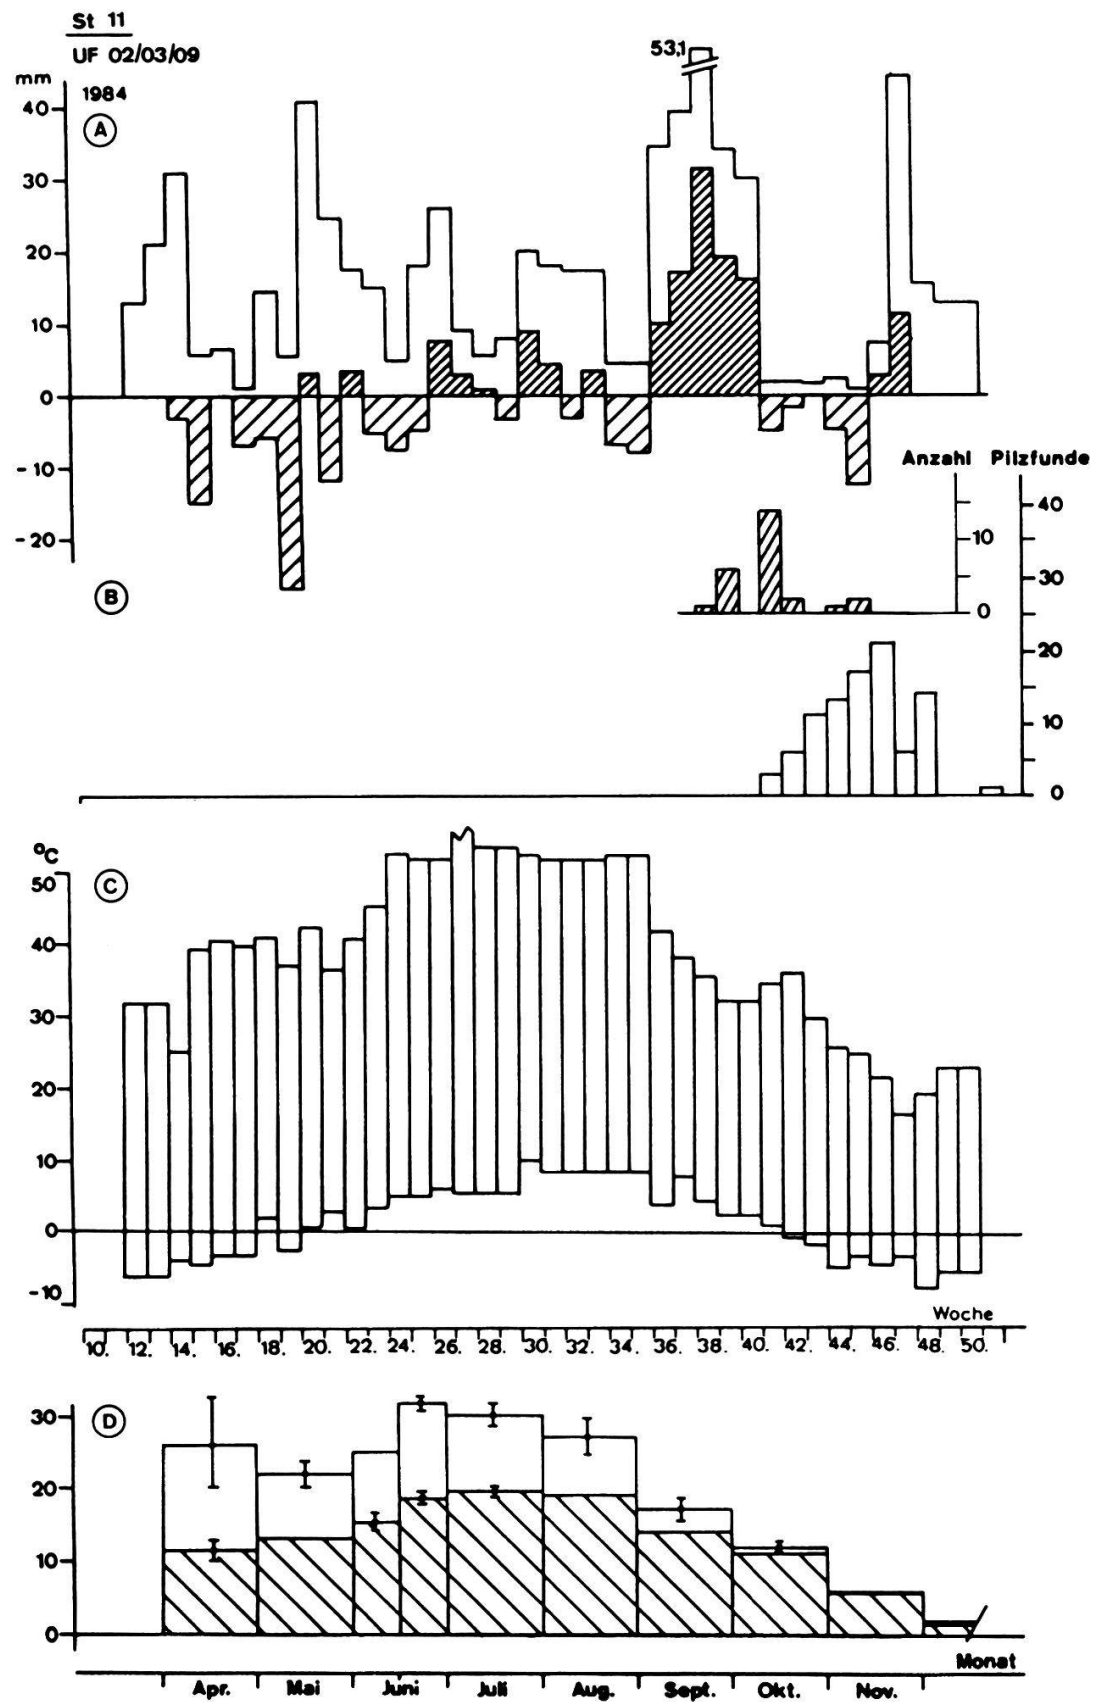 St 11
UF 02/03/09
mm
1984
A
53,1
40
30
20
10
0
-10
-20
Anzahl Pilzfunde
10
0
40
30
20
10
0
B
°C
C
50
40
30
20
10
0
-10
Woche
10. 12. 14. 16. 18. 20. 22. 24. 26. 28. 30. 32. 34. 36. 38. 40. 42. 44. 46. 48. 50.
D
30
20
10
0
Monat
Apr. Mai Juni Juli Aug. Sept. Okt. Nov.